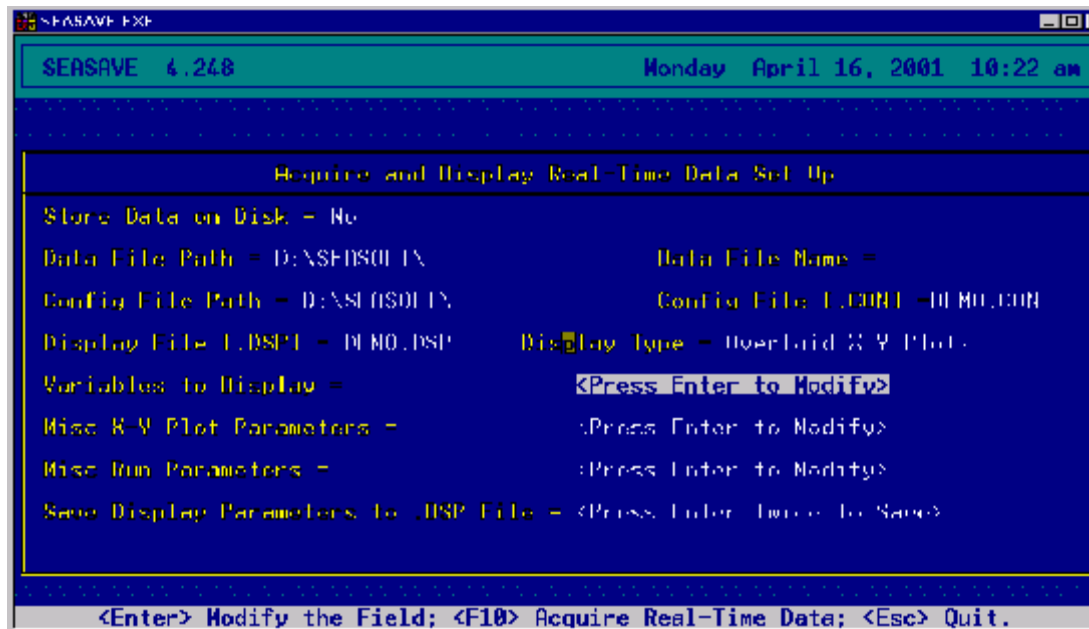 SEASAVE.EXE
SEASAVE 4.248 Monday April 16, 2001 10:22 am
Acquire and Display Real-Time Data Set Up
Store Data on Disk = No
Data File Path = D:\SEASOFT\ Data File Name =
Config File Path = D:\SEASOFT\ Config File [.CON] =DEMO.CON
Display File [.DSP] = DEMO.DSP Display Type = Overlaid X-Y Plots
Variables to Display = <Press Enter to Modify>
Misc X-Y Plot Parameters = <Press Enter to Modify>
Misc Run Parameters = <Press Enter to Modify>
Save Display Parameters to .DSP File = <Press Enter Twice to Save>
<Enter> Modify the Field; <F10> Acquire Real-Time Data; <Esc> Quit.